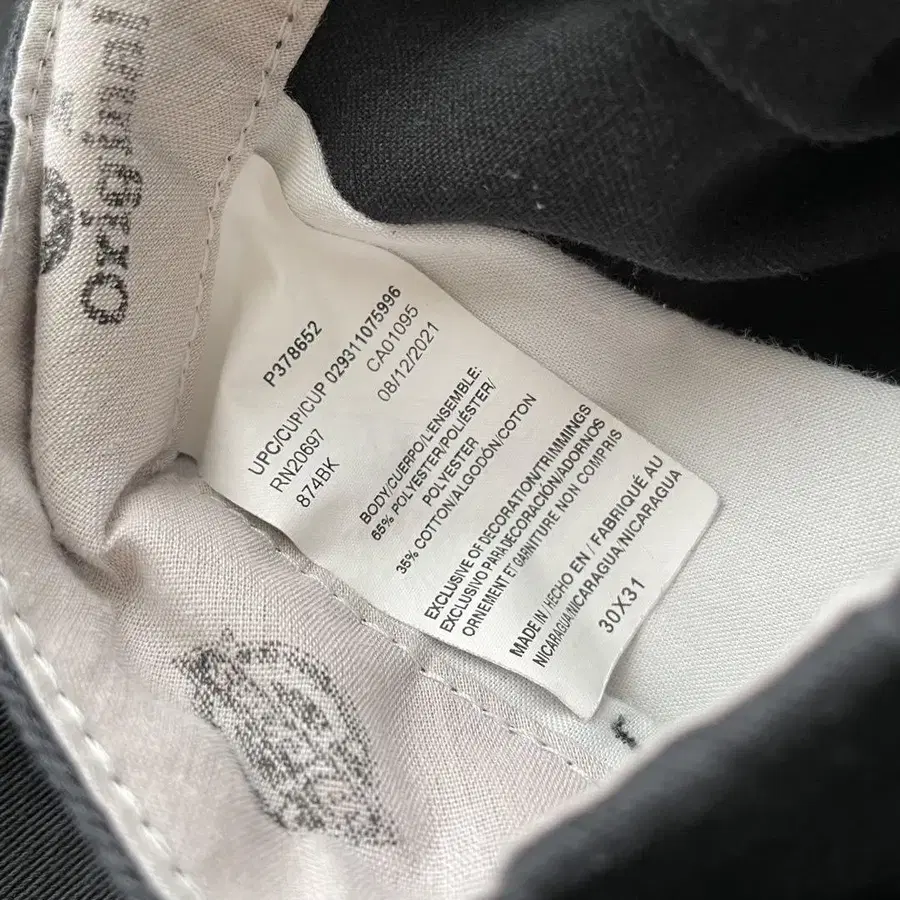 Original
P378652
UPC/CUP/CUP 029311075996
RN20697 CA01095
874BK 08/12/2021
BODY/CUERPO/L'ENSEMBLE:
65% POLYESTER/POLIÉSTER/
POLYESTER
35% COTTON/ALGODÓN/COTON
EXCLUSIVE OF DECORATION/TRIMMINGS
EXCLUSIVO PARA DECORACIÓN/ADORNOS
ORNEMENT ET GARNITURE NON COMPRIS
MADE IN / HECHO EN / FABRIQUÉ AU
NICARAGUA/NICARAGUA/NICARAGUA
30X31